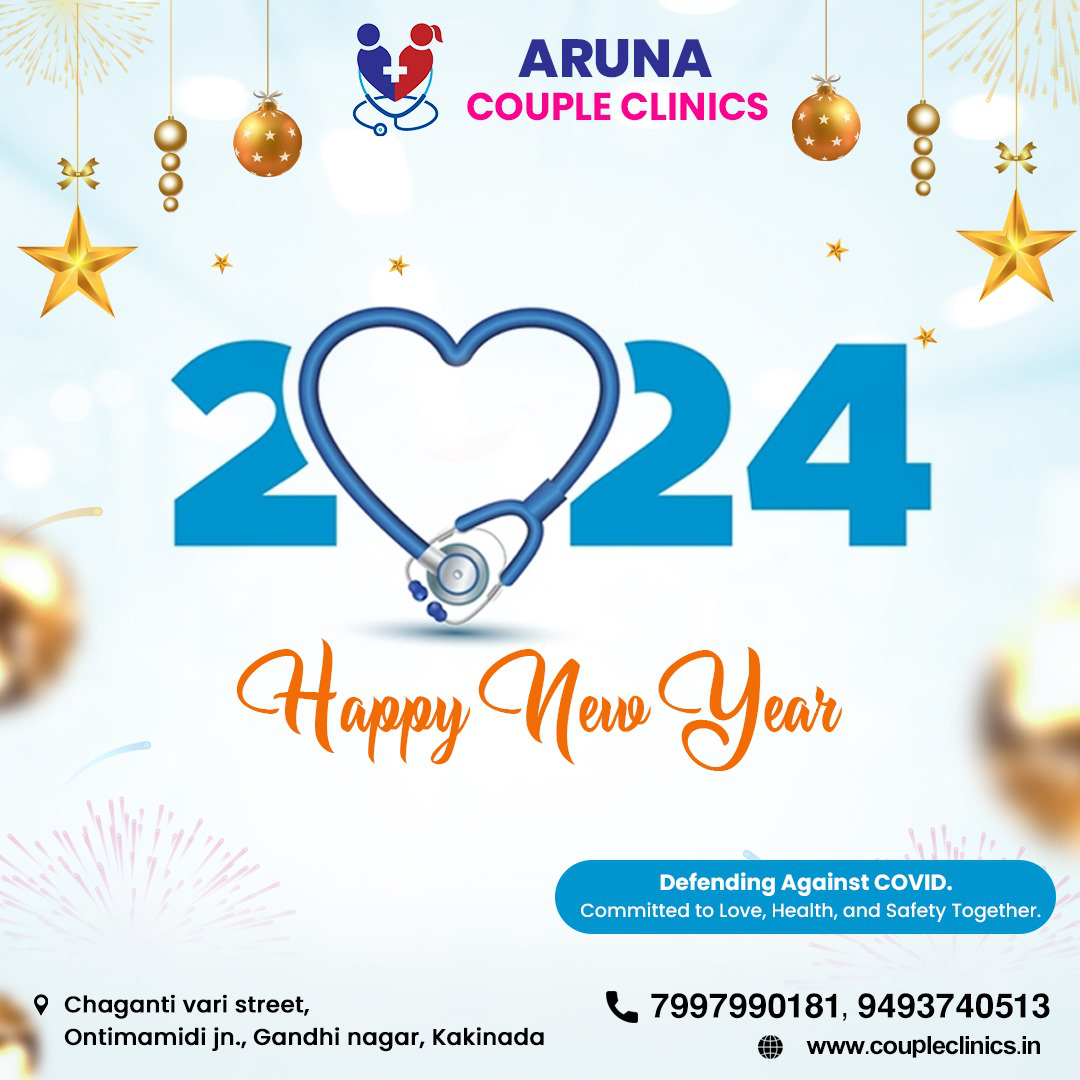 ARUNA
COUPLE CLINICS
2024
Happy New Year
Defending Against COVID.
Committed to Love, Health, and Safety Together.
Chaganti vari street,
Ontimamidi jn., Gandhi nagar, Kakinada
7997990181, 9493740513
www.coupleclinics.in